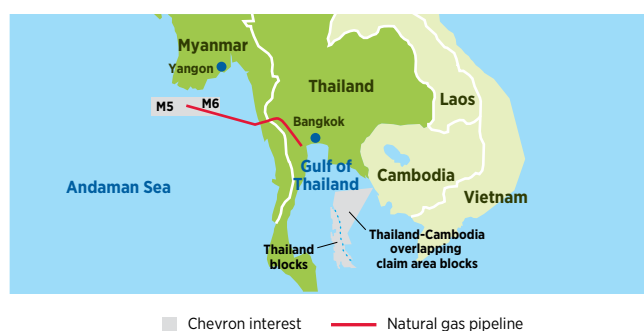 Myanmar
Yangon
M5
M6
Thailand
Laos
Bangkok
Gulf of
Thailand
Cambodia
Andaman Sea
Vietnam
Thailand
blocks
Thailand-Cambodia
overlapping
claim area blocks
Chevron interest
Natural gas pipeline